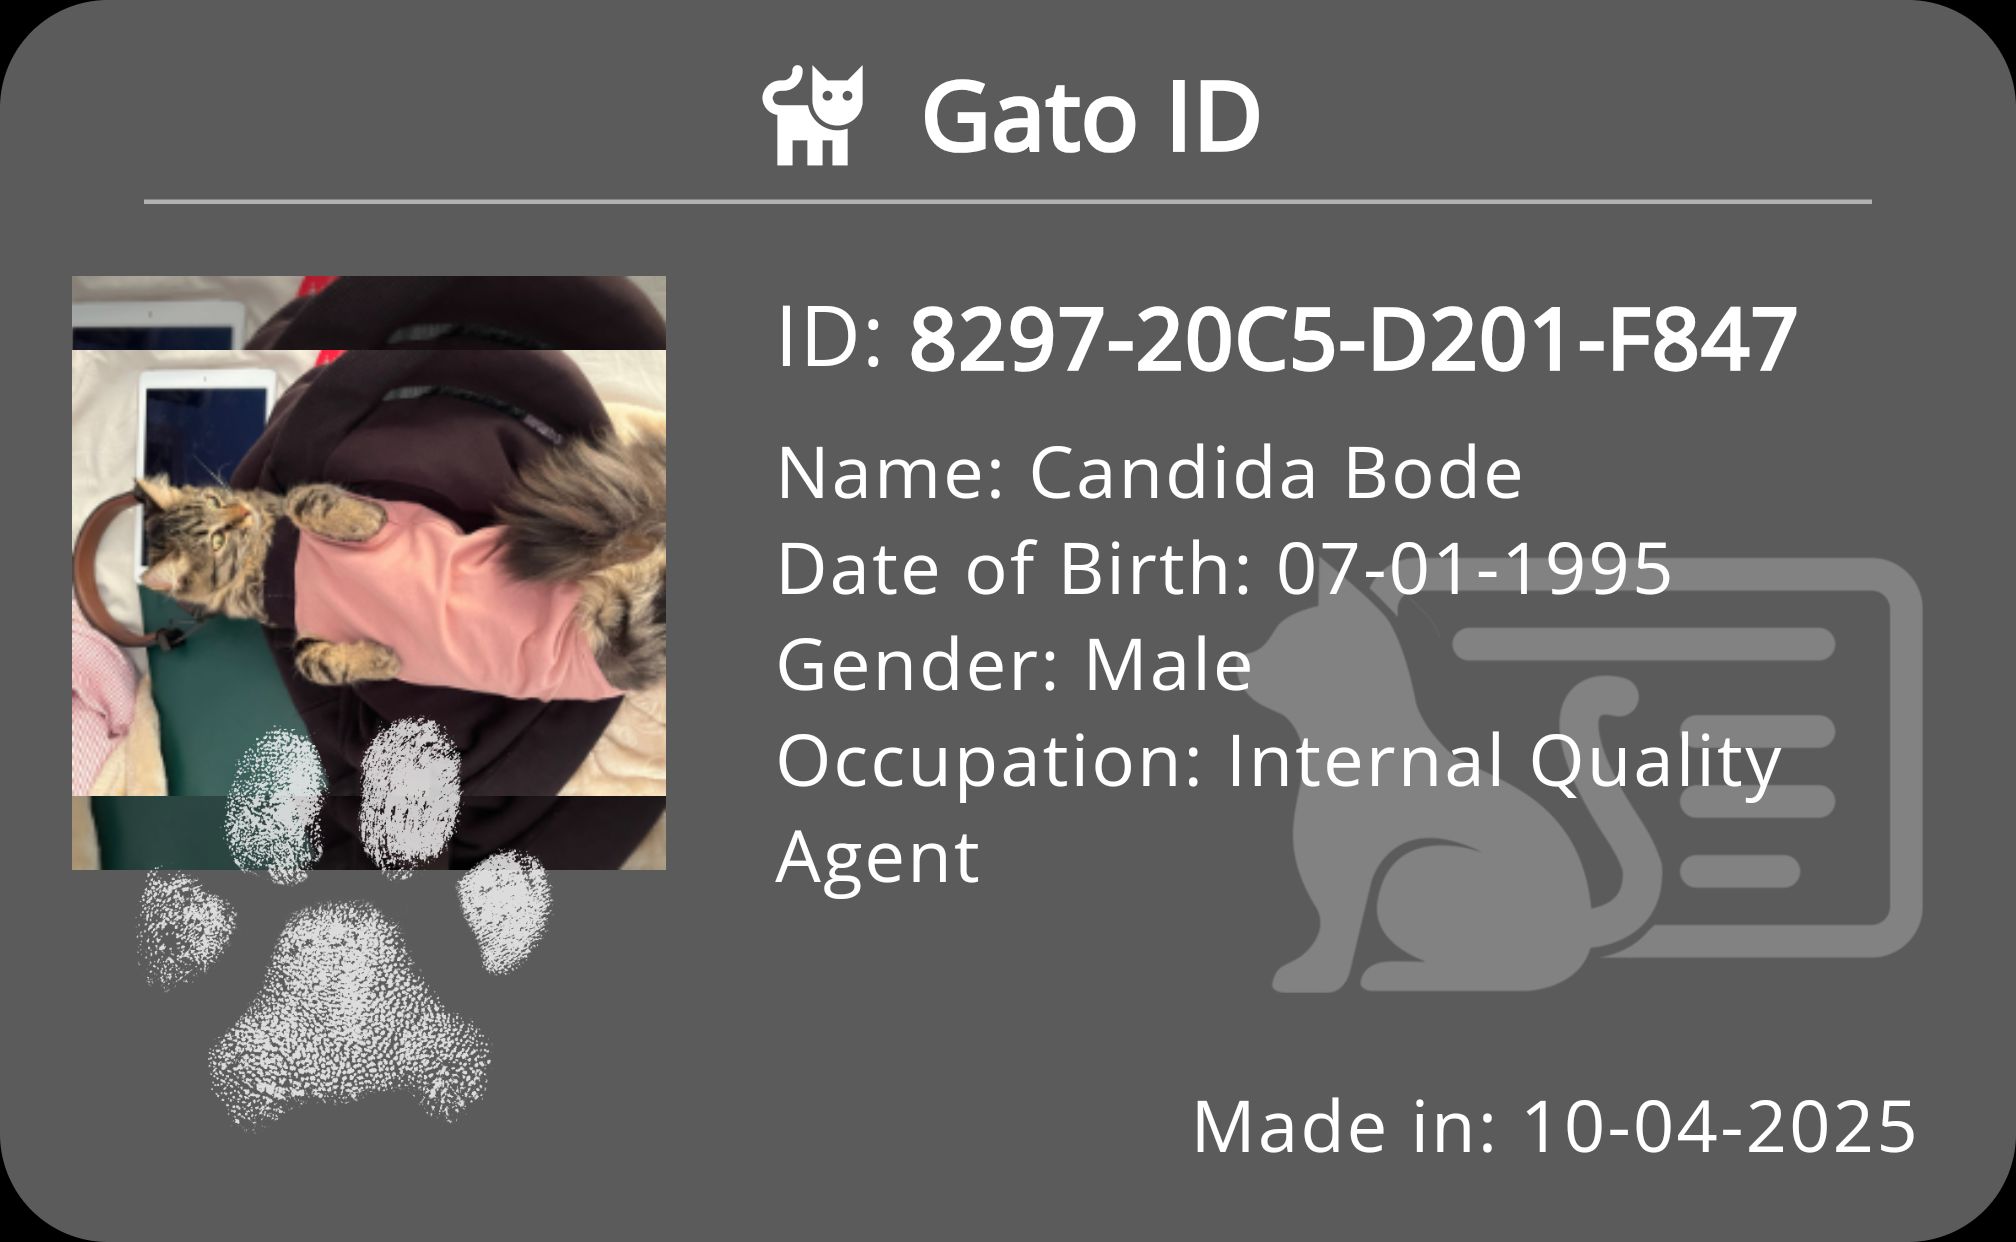 Gato ID
ID: 8297-20C5-D201-F847
Name: Candida Bode
Date of Birth: 07-01-1995
Gender: Male
Occupation: Internal Quality
Agent
Made in: 10-04-2025